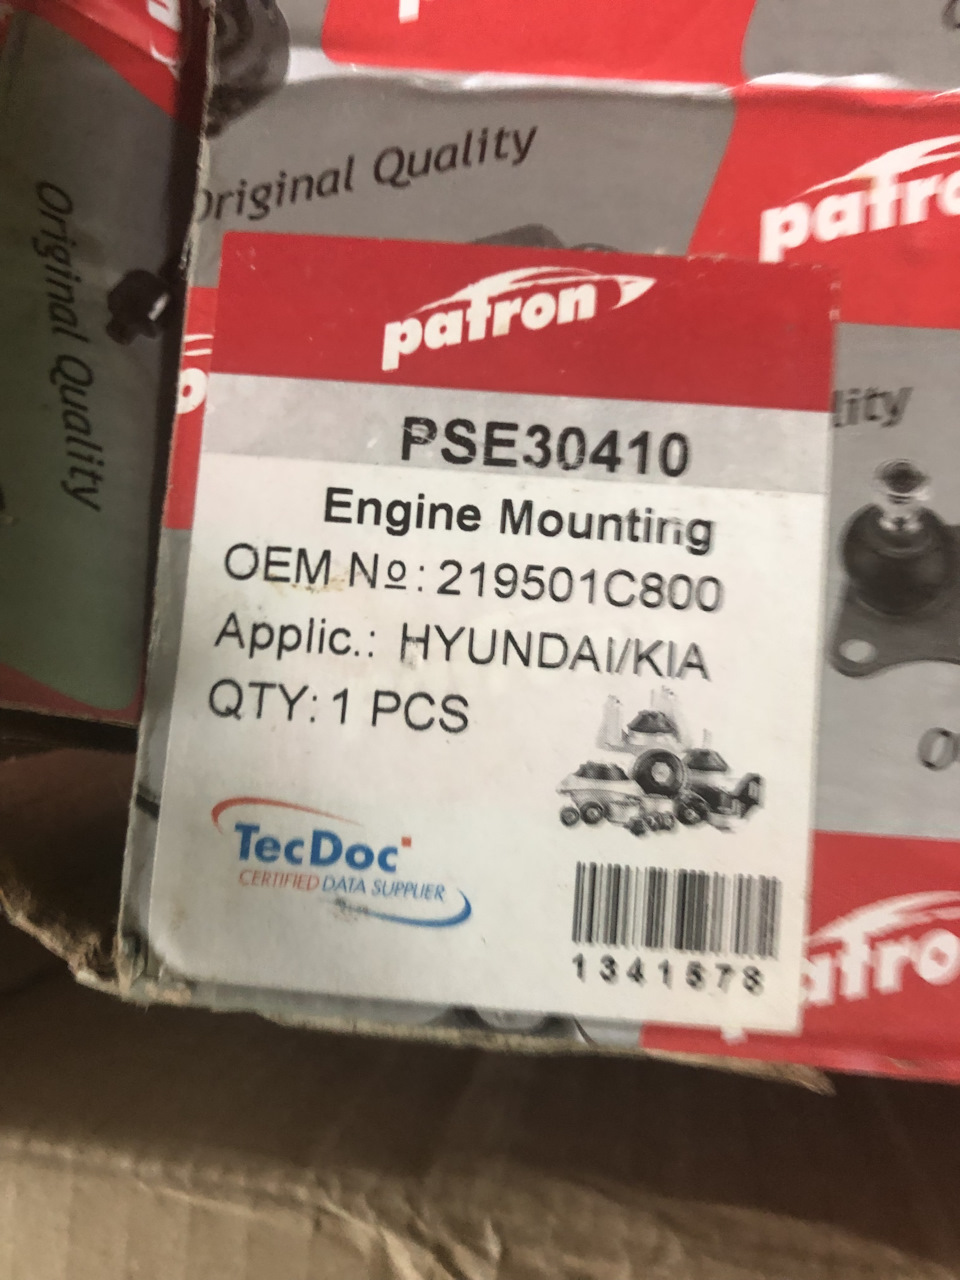 Original Quality
Original Quality
patron
patron
PSE30410
Engine Mounting
OEM №: 219501C800
Applic.: HYUNDAI/KIA
QTY: 1 PCS
TecDoc
CERTIFIED DATA SUPPLIER
1341578